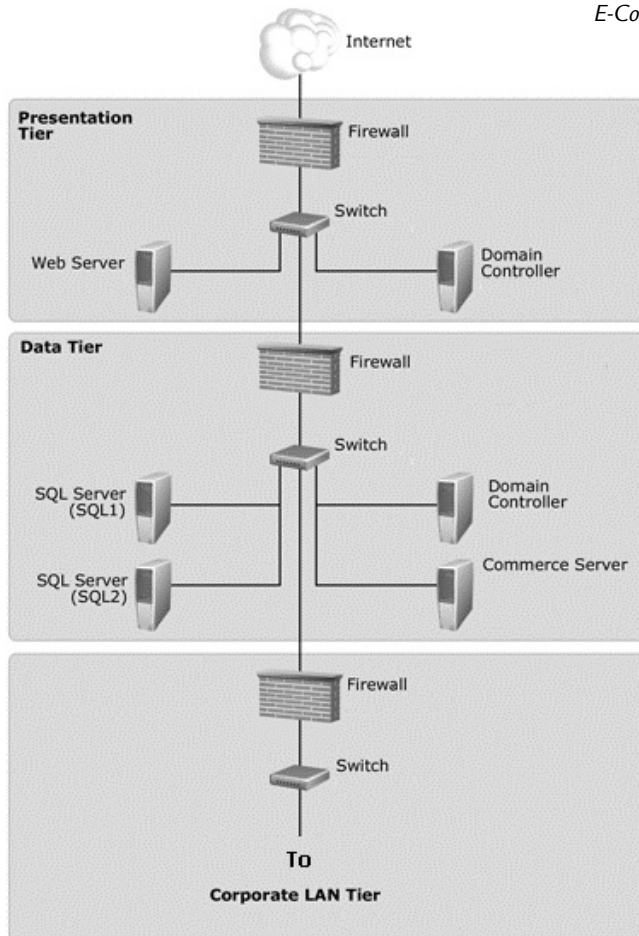 E-Co
Internet
Presentation
Tier
Firewall
Switch
Web Server
Domain
Controller
Data Tier
Firewall
Switch
SQL Server
(SQL1)
Domain
Controller
SQL Server
(SQL2)
Commerce Server
Firewall
Switch
To
Corporate LAN Tier